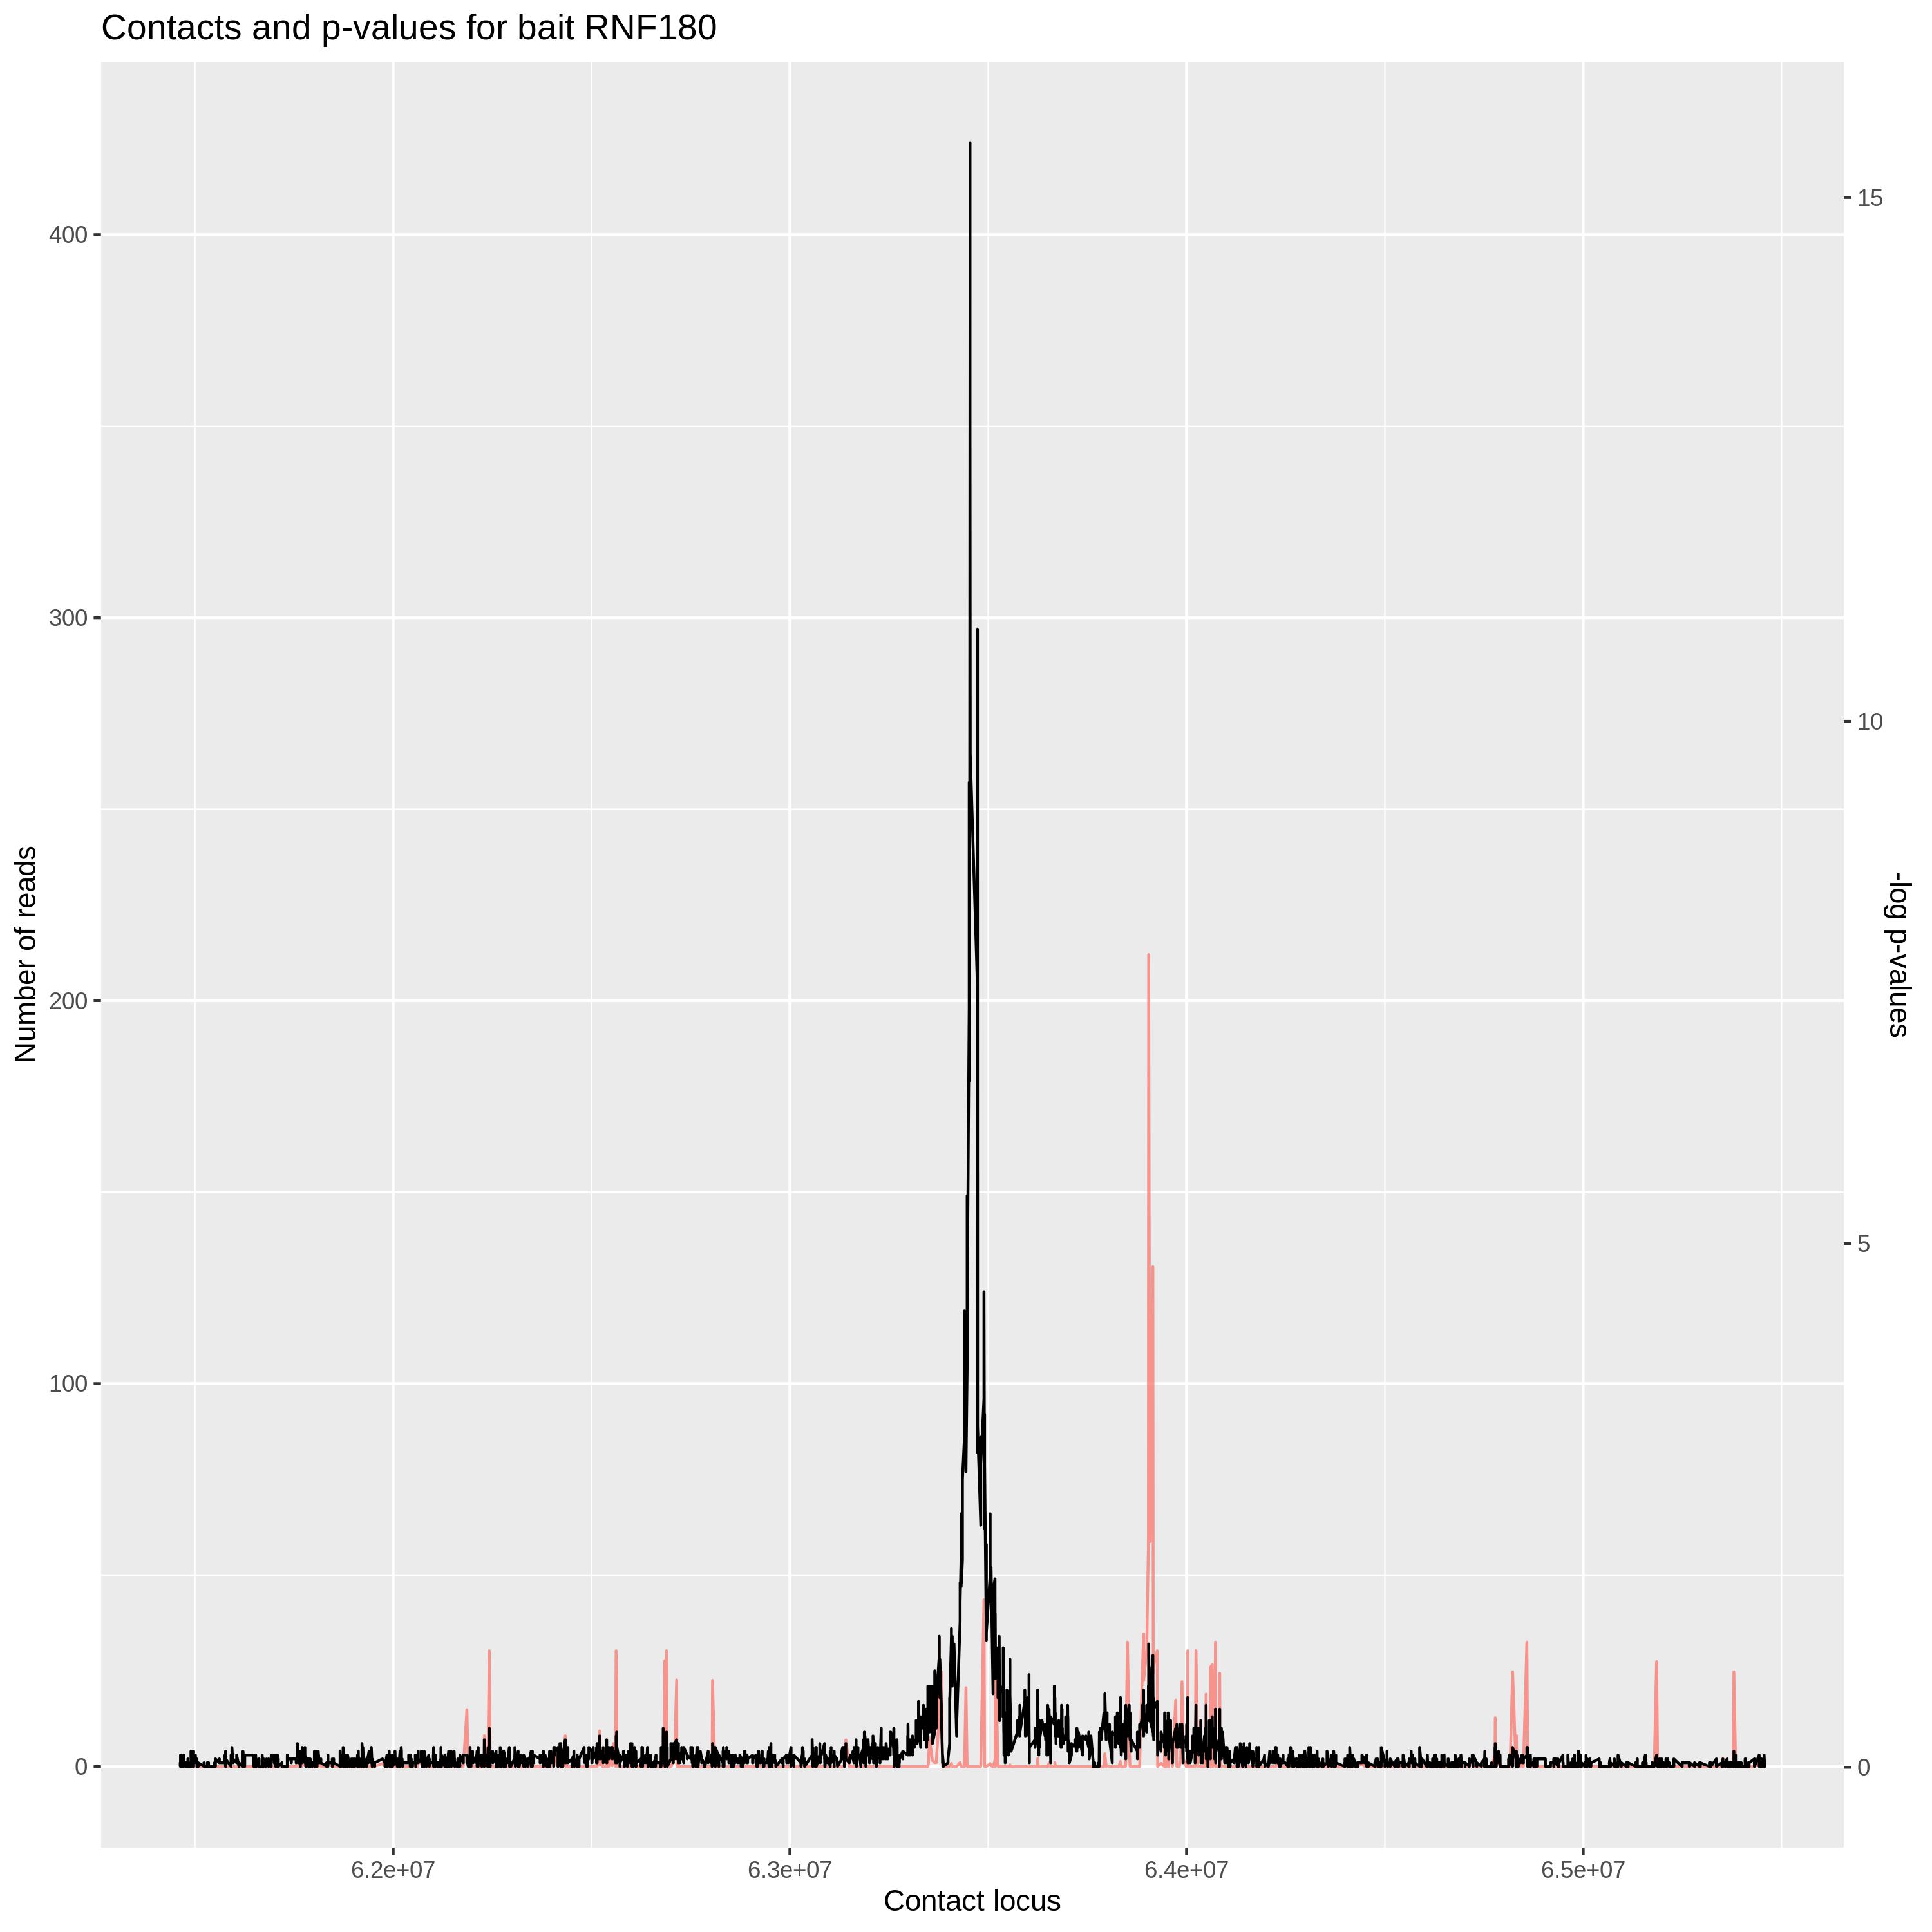 Contacts and p-values for bait RNF180
400
300
200
100
0
Number of reads
15
10
5
0
-log p-values
6.2e+07 6.3e+07 6.4e+07 6.5e+07
Contact locus